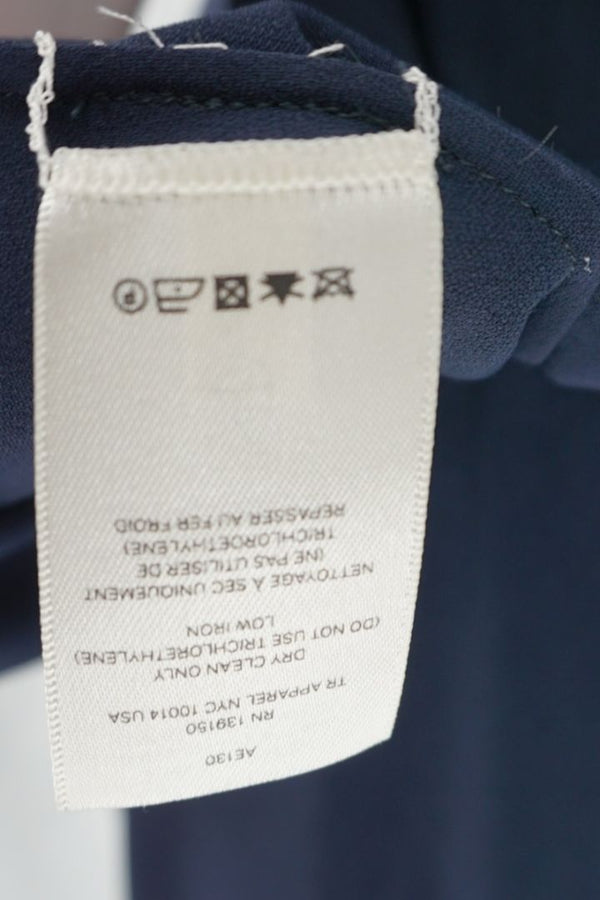 AE130
RN 139150
TR APPAREL NYC 10014 USA
DRY CLEAN ONLY
(DO NOT USE TRICHLORETHYLENE)
LOW IRON
NETTOYAGE À SEC UNIQUEMENT
(NE PAS UTILISER DE
TRICHLOROETHYLENE)
REPASSER AU FER FROID
P